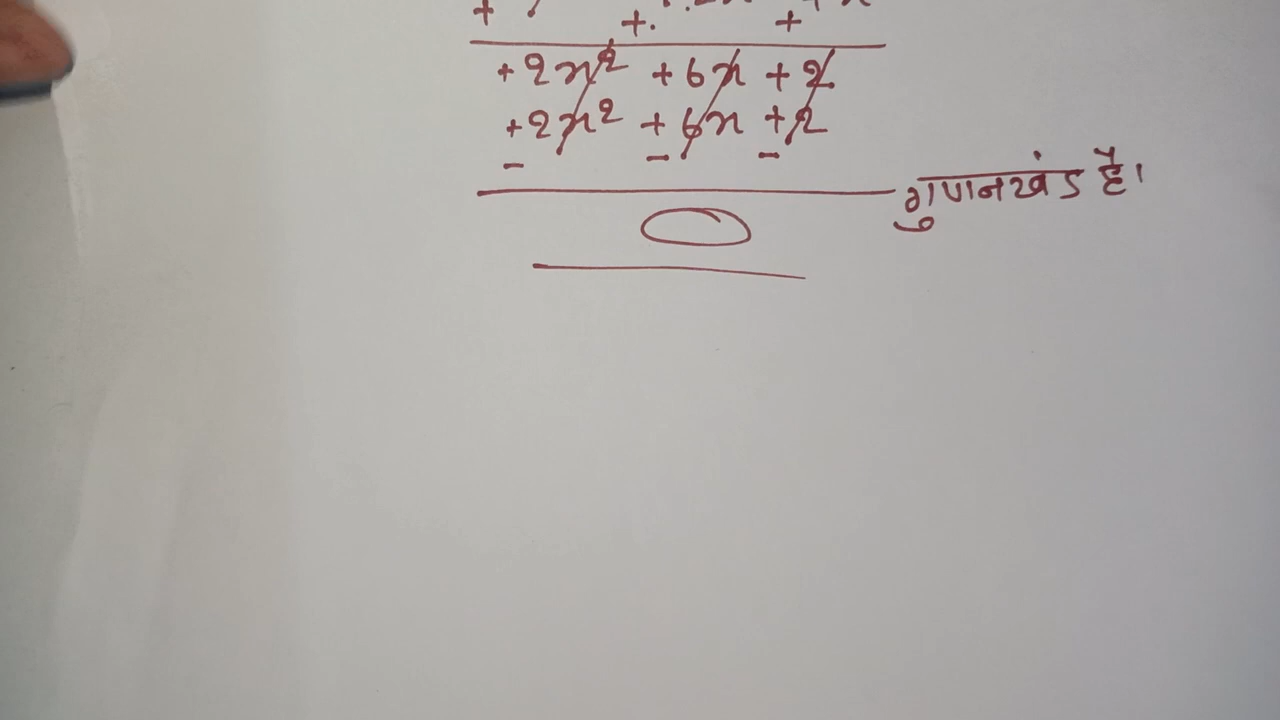 + + +
+2x² +6x +2
+2x² +6x +2
- - -
गुणनखंड है।
0